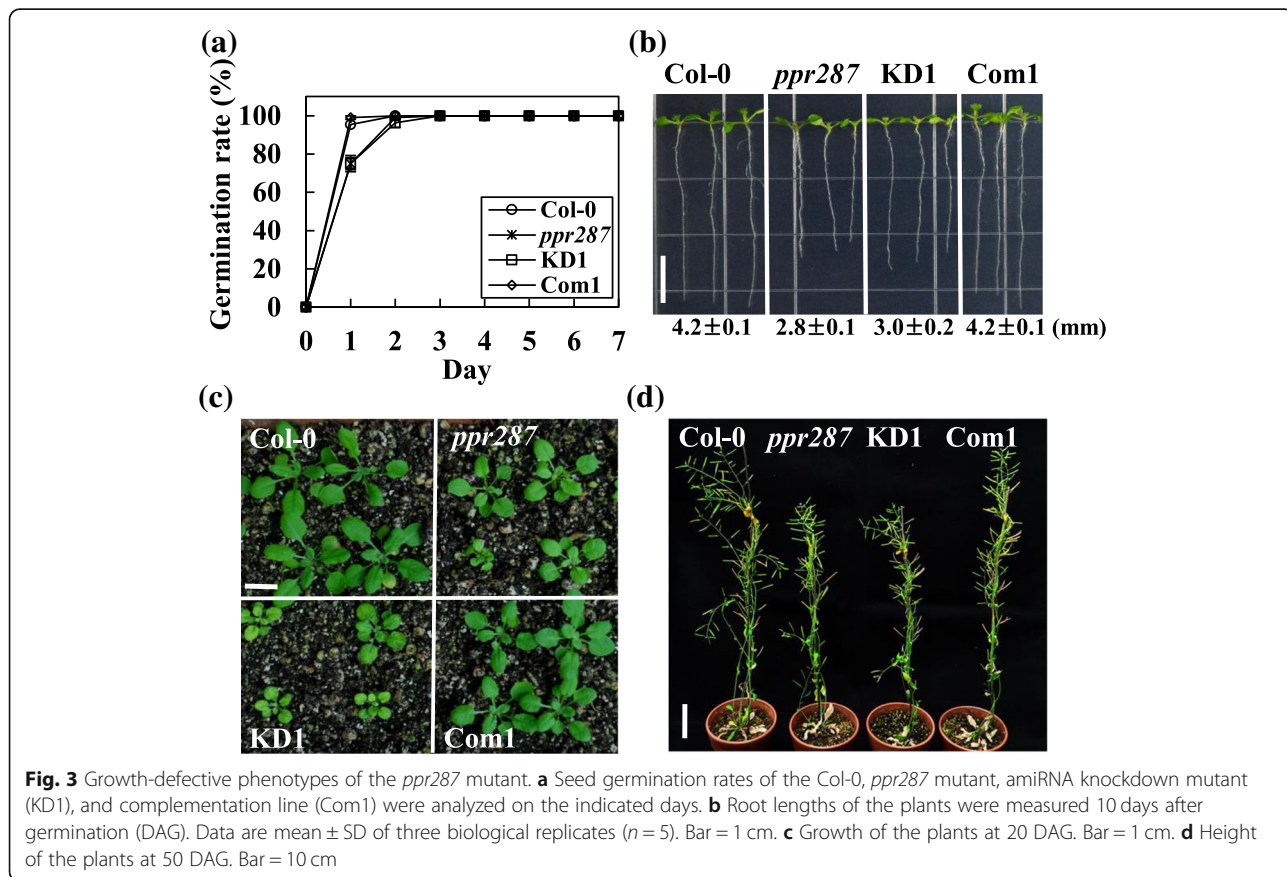 (a)
Germination rate (%)
100
80
60
40
20
0
Col-0
ppr287
KD1
Com1
0 1 2 3 4 5 6 7
Day
(b)
Col-0 ppr287 KD1 Com1
4.2±0.1 2.8±0.1 3.0±0.2 4.2±0.1 (mm)
(c)
Col-0 ppr287
KD1 Com1
(d)
Col-0 ppr287 KD1 Com1
Fig. 3 Growth-defective phenotypes of the ppr287 mutant. a Seed germination rates of the Col-0, ppr287 mutant, amiRNA knockdown mutant
(KD1), and complementation line (Com1) were analyzed on the indicated days. b Root lengths of the plants were measured 10 days after
germination (DAG). Data are mean ± SD of three biological replicates (n = 5). Bar = 1 cm. c Growth of the plants at 20 DAG. Bar = 1 cm. d Height
of the plants at 50 DAG. Bar = 10 cm